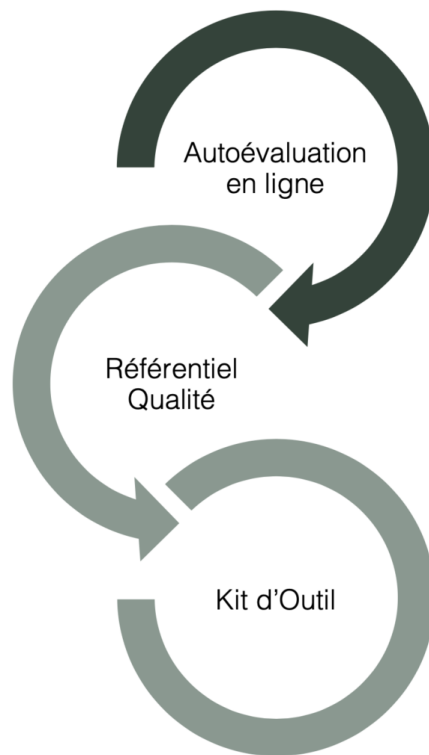 Autoévaluation
en ligne
Référentiel
Qualité
Kit d'Outil